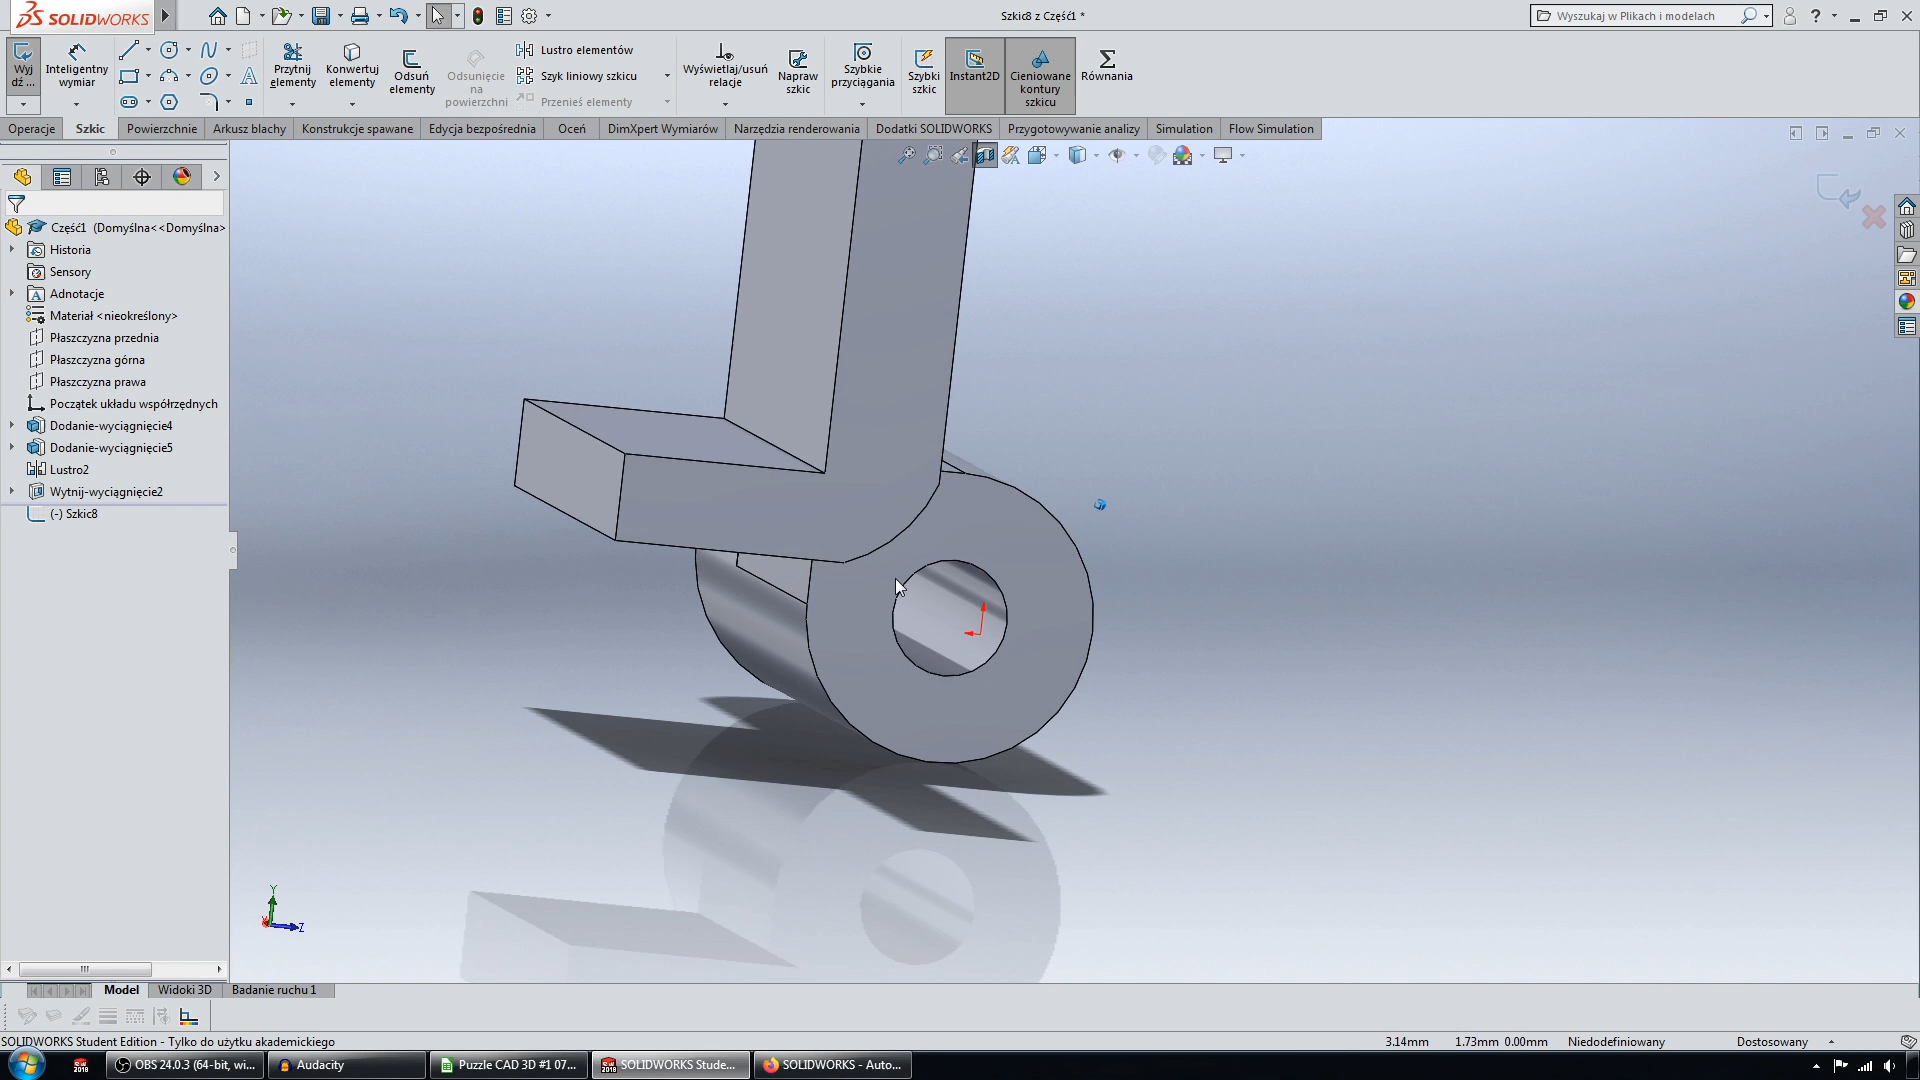 SOLIDWORKS
Szkic8 z Część1 *
Wyszukaj w Plikach i modelach
?
Wyj
dź ...
Inteligentny
wymiar
Przytnij
elementy
Konwertuj
elementy
Odsuń
elementy
Odsunięcie
na
powierzchni
Lustro elementów
Szyk liniowy szkicu
Przenieś elementy
Wyświetlaj/usuń
relacje
Napraw
szkic
Szybkie
przyciągania
Szybki
szkic
Instant2D
Cieniowane
kontury
szkicu
Równania
Operacje
Szkic
Powierzchnie
Arkusz blachy
Konstrukcje spawane
Edycja bezpośrednia
Oceń
DimXpert Wymiarów
Narzędzia renderowania
Dodatki SOLIDWORKS
Przygotowywanie analizy
Simulation
Flow Simulation
Część1 (Domyślna<<Domyślna>
Historia
Sensory
Adnotacje
Materiał <nieokreślony>
Płaszczyzna przednia
Płaszczyzna górna
Płaszczyzna prawa
Początek układu współrzędnych
Dodanie-wyciągnięcie4
Dodanie-wyciągnięcie5
Lustro2
Wytnij-wyciągnięcie2
(-) Szkic8
Y
Z
Model
Widoki 3D
Badanie ruchu 1
SOLIDWORKS Student Edition - Tylko do użytku akademickiego
3.14mm
1.73mm
0.00mm
Niedodefiniowany
Dostosowany
OBS 24.0.3 (64-bit, wi...
Audacity
Puzzle CAD 3D #1 07...
SOLIDWORKS Stude...
SOLIDWORKS - Auto...